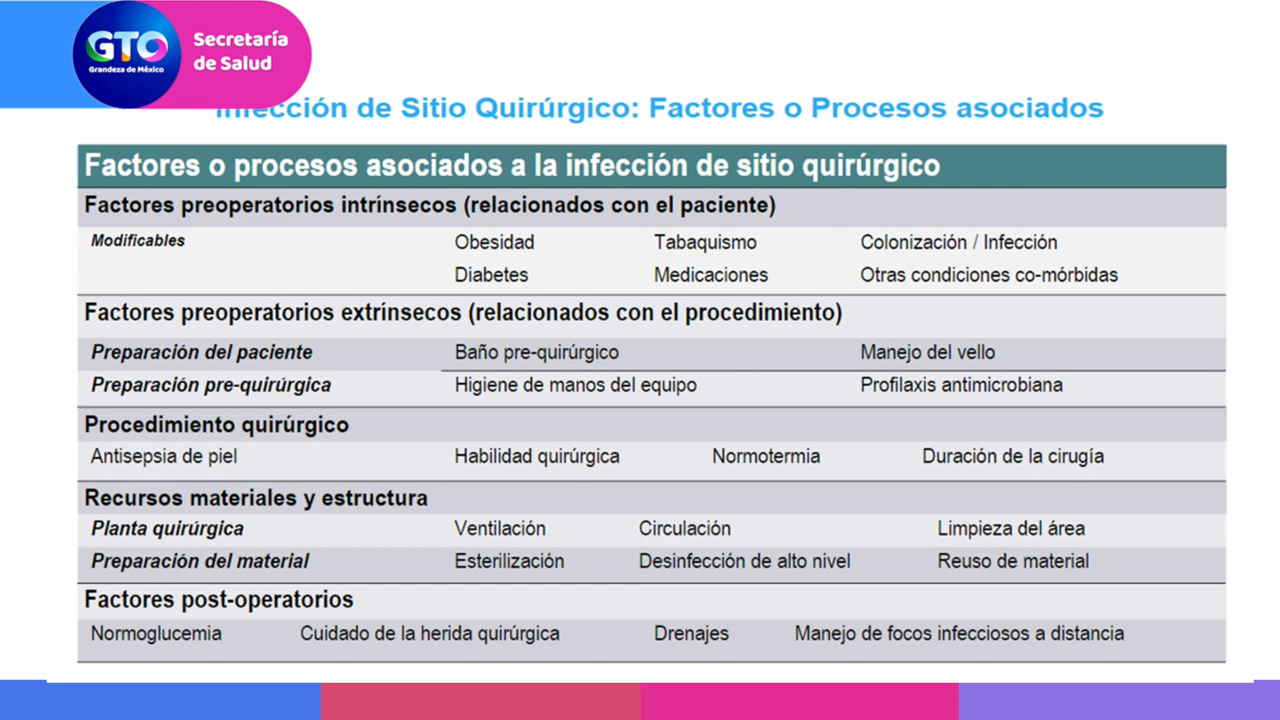 GTO
Grandeza de México
Secretaría
de Salud
Infección de Sitio Quirúrgico: Factores o Procesos asociados
Factores o procesos asociados a la infección de sitio quirúrgico
Factores preoperatorios intrínsecos (relacionados con el paciente)
Modificables Obesidad Tabaquismo Colonización / Infección
Diabetes Medicaciones Otras condiciones co-mórbidas
Factores preoperatorios extrínsecos (relacionados con el procedimiento)
Preparación del paciente Baño pre-quirúrgico Manejo del vello
Preparación pre-quirúrgica Higiene de manos del equipo Profilaxis antimicrobiana
Procedimiento quirúrgico
Antisepsia de piel Habilidad quirúrgica Normotermia Duración de la cirugía
Recursos materiales y estructura
Planta quirúrgica Ventilación Circulación Limpieza del área
Preparación del material Esterilización Desinfección de alto nivel Reuso de material
Factores post-operatorios
Normoglucemia Cuidado de la herida quirúrgica Drenajes Manejo de focos infecciosos a distancia